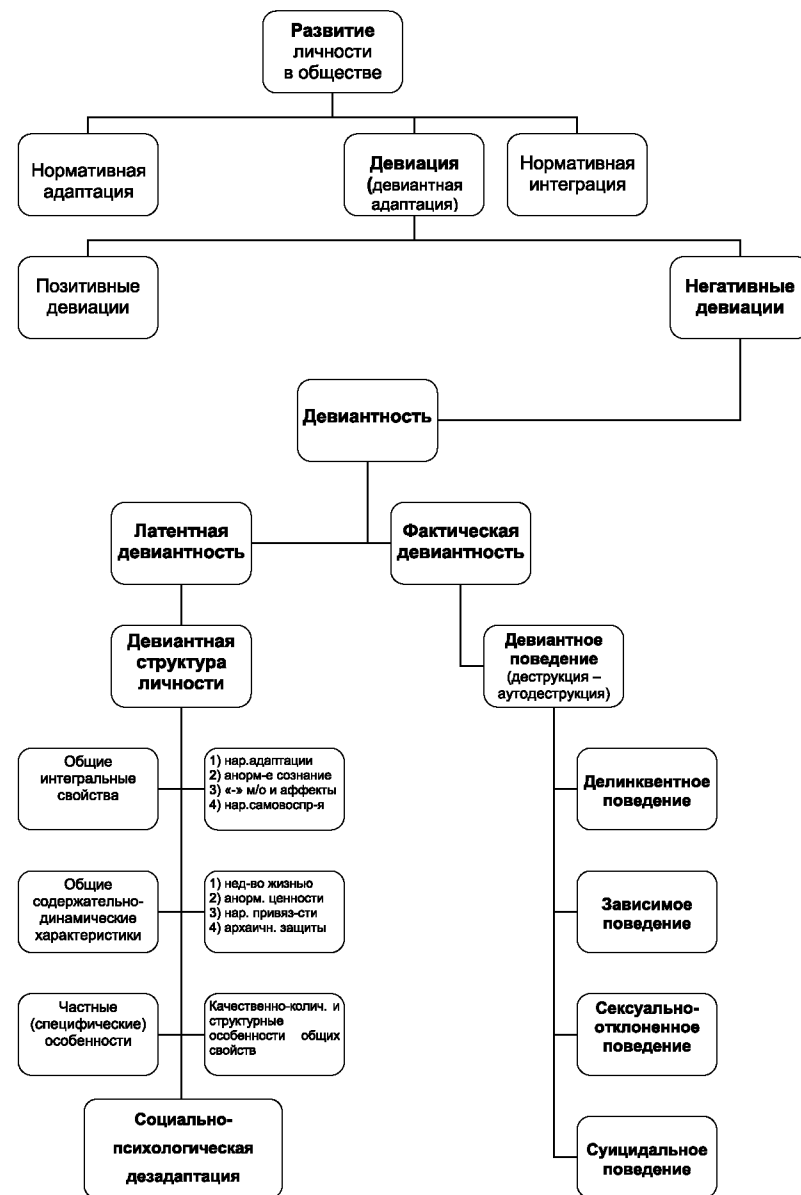 Развитие
личности
в обществе
Нормативная
адаптация
Девиация
(девиантная
адаптация)
Нормативная
интеграция
Позитивные
девиации
Негативные
девиации
Девиантность
Латентная
девиантность
Фактическая
девиантность
Девиантная
структура
личности
Девиантное
поведение
(деструкция –
аутодеструкция)
Общие
интегральные
свойства
1) нар.адаптации
2) анорм-е сознание
3) «-» м/о и аффекты
4) нар.самовоспр-я
Делинквентное
поведение
Общие
содержательно-
динамические
характеристики
1) нед-во жизнью
2) анорм. ценности
3) нар. привяз-сти
4) архаичн. защиты
Зависимое
поведение
Частные
(специфические)
особенности
Качественно-колич. и
структурные
особенности общих
свойств
Сексуально-
отклоненное
поведение
Социально-
психологическая
дезадаптация
Суицидальное
поведение